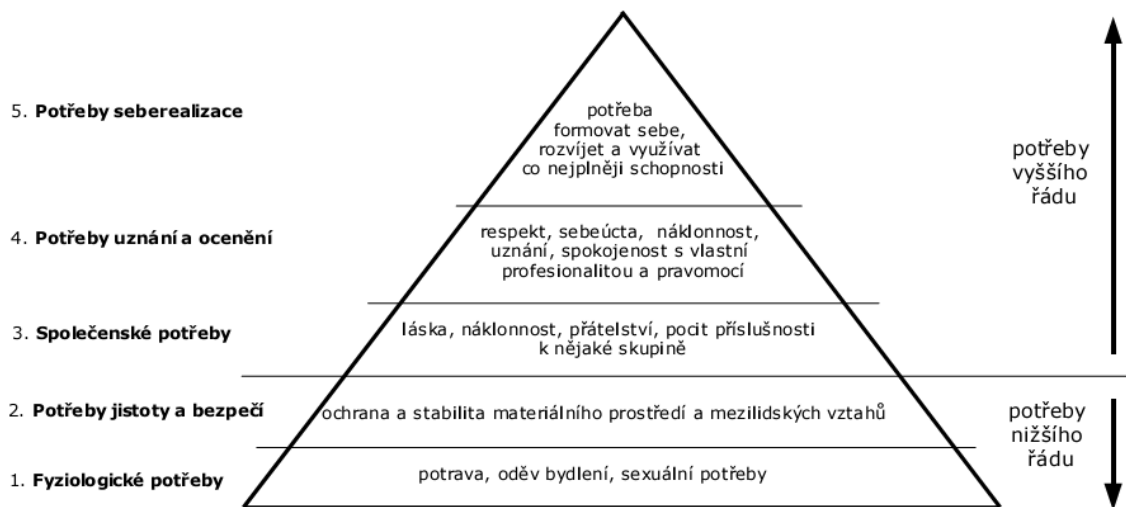 5. Potřeby seberealizace
potřeba
formovat sebe,
rozvíjet a využívat
co nejplněji schopnosti
potřeby
vyššího
řádu
4. Potřeby uznání a ocenění
respekt, sebeúcta, náklonnost,
uznání, spokojenost s vlastní
profesionalitou a pravomocí
3. Společenské potřeby
láska, náklonnost, přátelství, pocit příslušnosti
k nějaké skupině
2. Potřeby jistoty a bezpečí
ochrana a stabilita materiálního prostředí a mezilidských vztahů
potřeby
nižšího
řádu
1. Fyziologické potřeby
potrava, oděv bydlení, sexuální potřeby